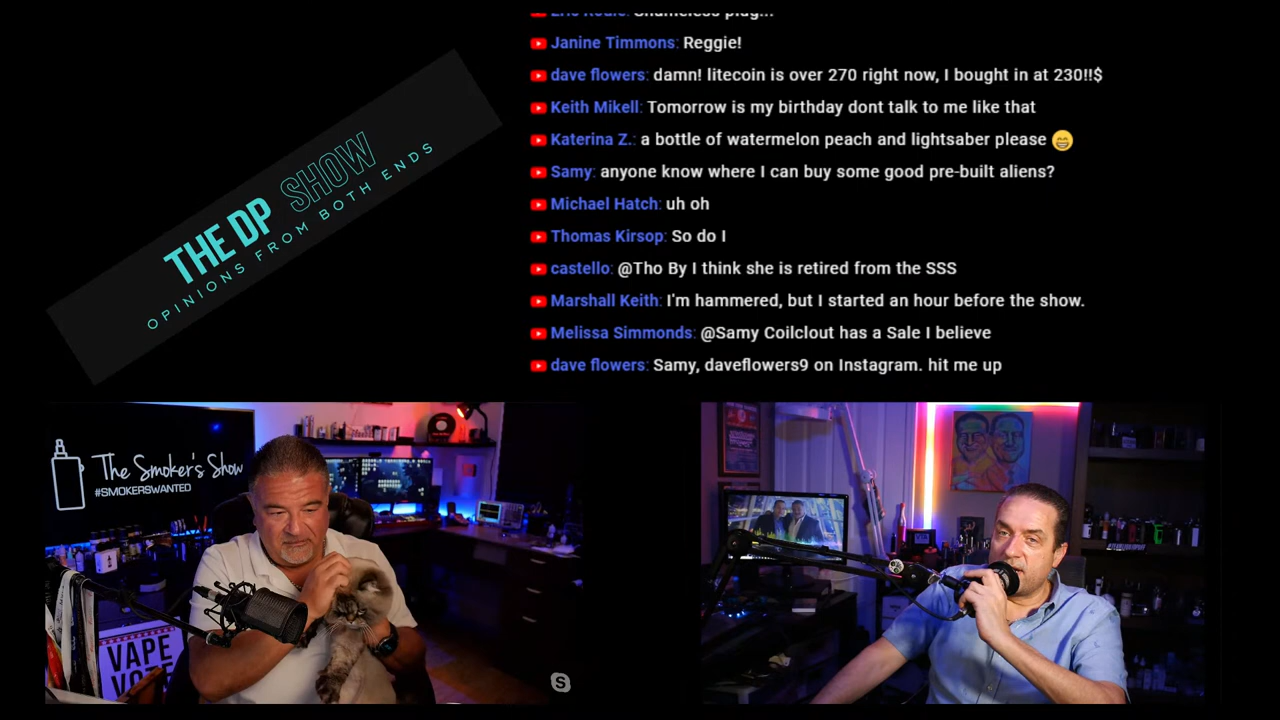 Eric Rodie: Shameless plug...
Janine Timmons: Reggie!
dave flowers: damn! litecoin is over 270 right now, I bought in at 230!!$
Keith Mikell: Tomorrow is my birthday dont talk to me like that
Katerina Z.: a bottle of watermelon peach and lightsaber please 😁
Samy: anyone know where I can buy some good pre-built aliens?
Michael Hatch: uh oh
Thomas Kirsop: So do I
castello: @Tho By I think she is retired from the SSS
Marshall Keith: I'm hammered, but I started an hour before the show.
Melissa Simmonds: @Samy Coilclout has a Sale I believe
dave flowers: Samy, daveflowers9 on Instagram. hit me up
THE DP SHOW
OPINIONS FROM BOTH ENDS
The Smoker's Show
#SMOKERSWANTED
VAPE
VOTE
S